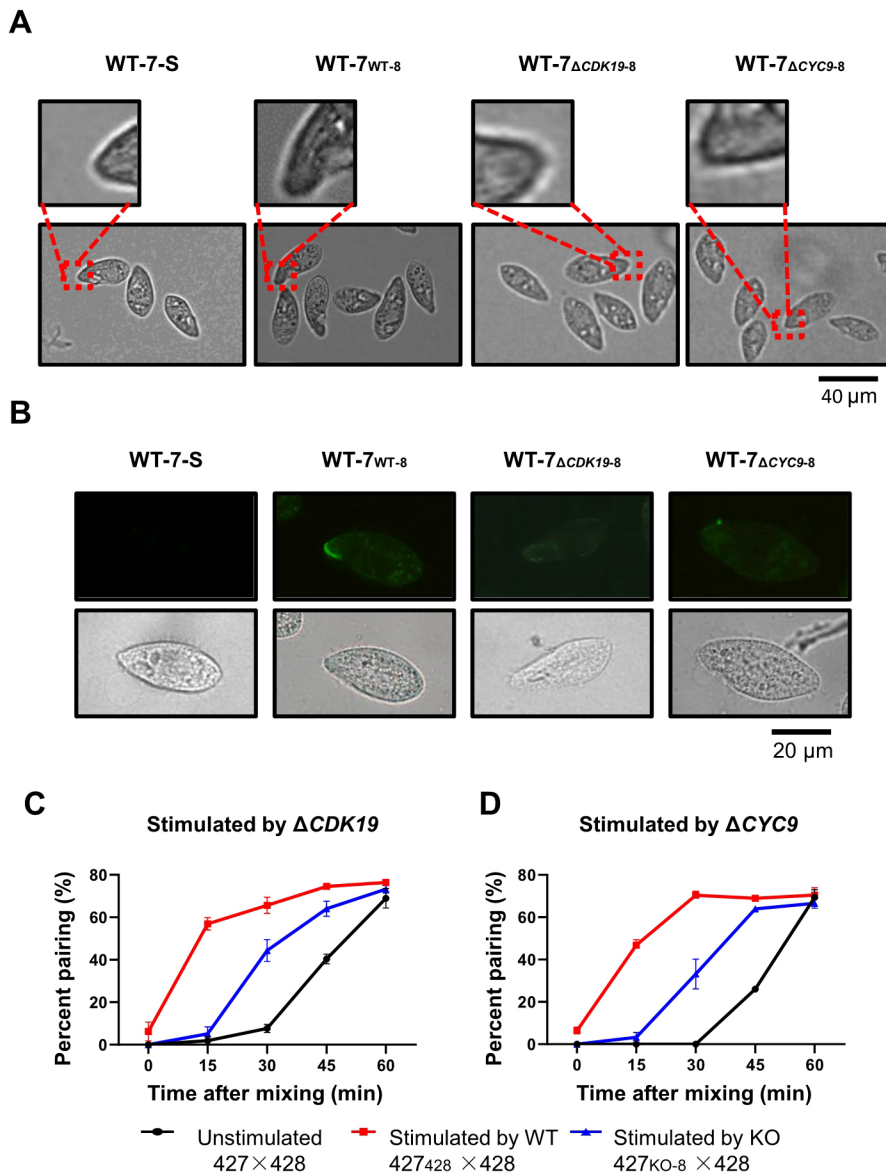 A
WT-7-S WT-7WT-8 WT-7ΔCDK19-8 WT-7ΔCYC9-8
40 μm
B
WT-7-S WT-7WT-8 WT-7ΔCDK19-8 WT-7ΔCYC9-8
20 μm
C D
Stimulated by ΔCDK19 Stimulated by ΔCYC9
Percent pairing (%) Percent pairing (%)
80 80
60 60
40 40
20 20
0 0
0 15 30 45 60 0 15 30 45 60
Time after mixing (min) Time after mixing (min)
Unstimulated Stimulated by WT Stimulated by KO
427×428 427428 ×428 427KO-8 ×428